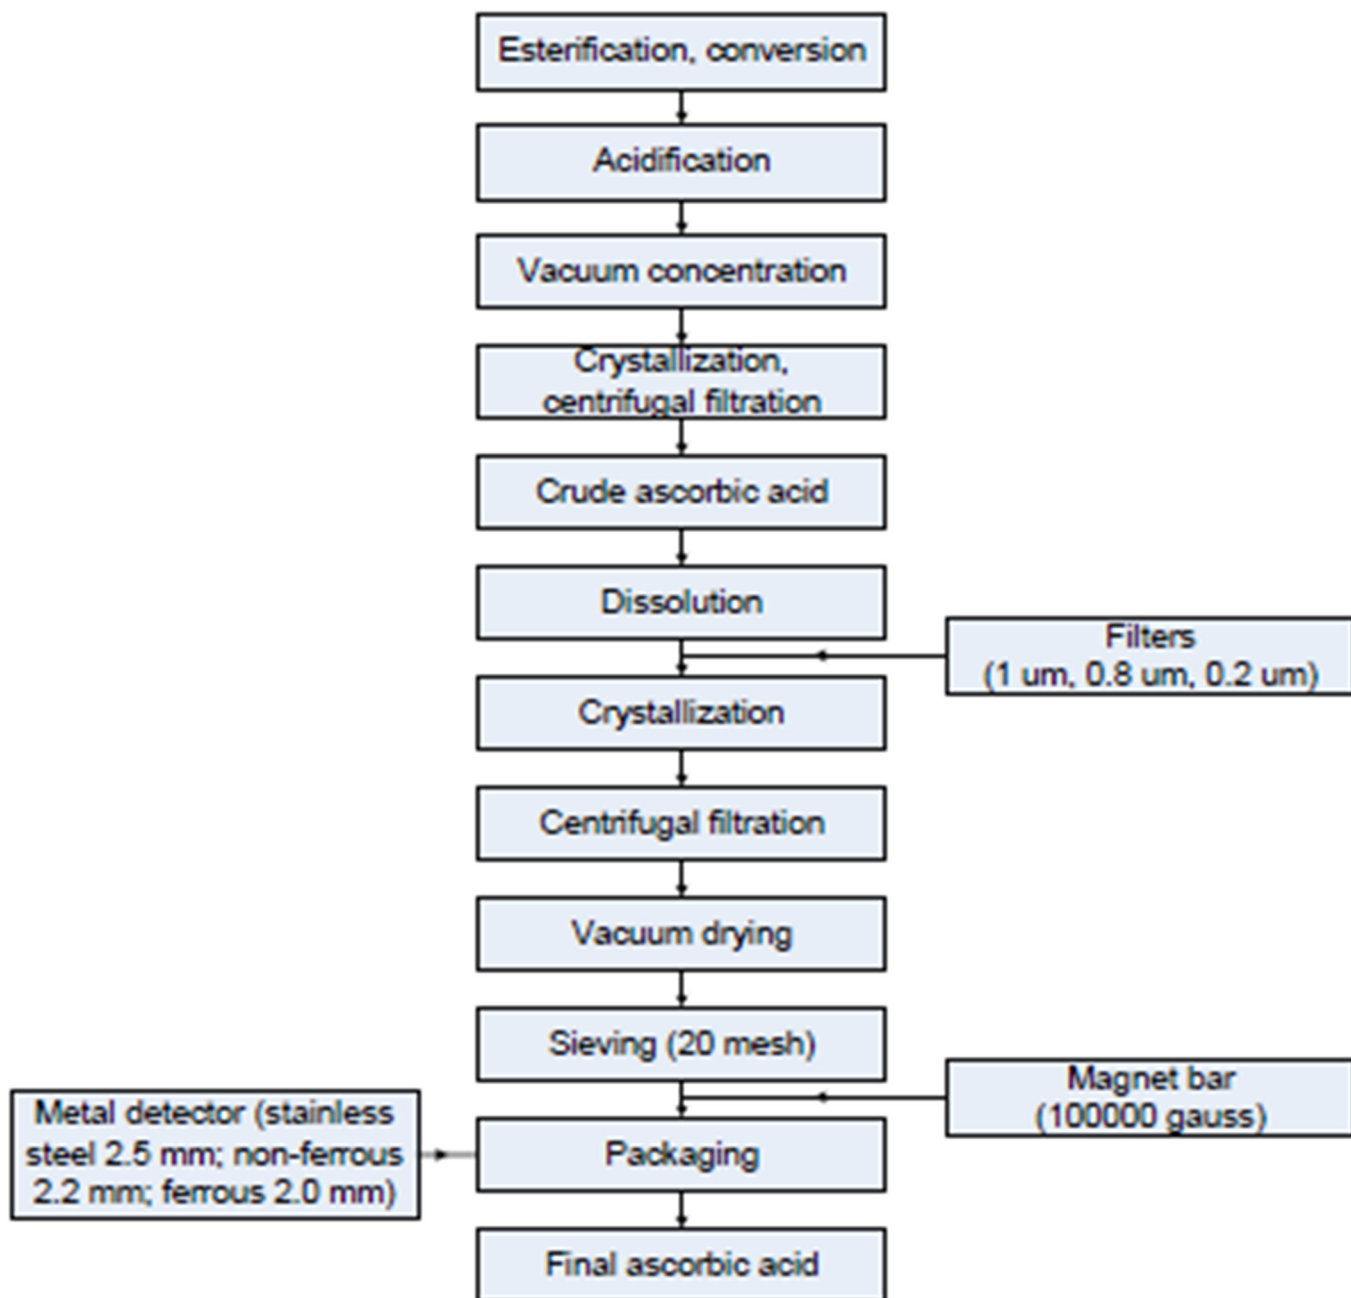 Esterification, conversion
Acidification
Vacuum concentration
Crystallization,
centrifugal filtration
Crude ascorbic acid
Dissolution
Filters
(1 um, 0.8 um, 0.2 um)
Crystallization
Centrifugal filtration
Vacuum drying
Sieving (20 mesh)
Magnet bar
(100000 gauss)
Metal detector (stainless
steel 2.5 mm; non-ferrous
2.2 mm; ferrous 2.0 mm)
Packaging
Final ascorbic acid